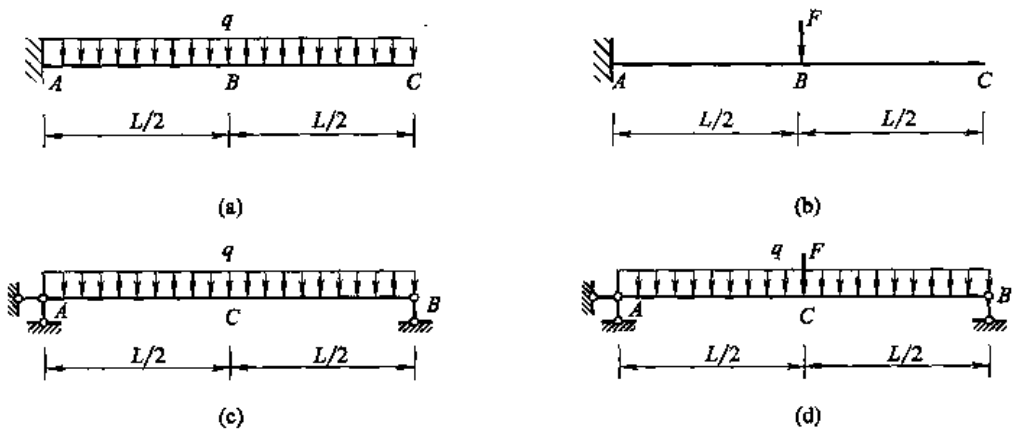 q
A B C
L/2 L/2
(a)
F
A B C
L/2 L/2
(b)
q
A C B
L/2 L/2
(c)
q F
A C B
L/2 L/2
(d)